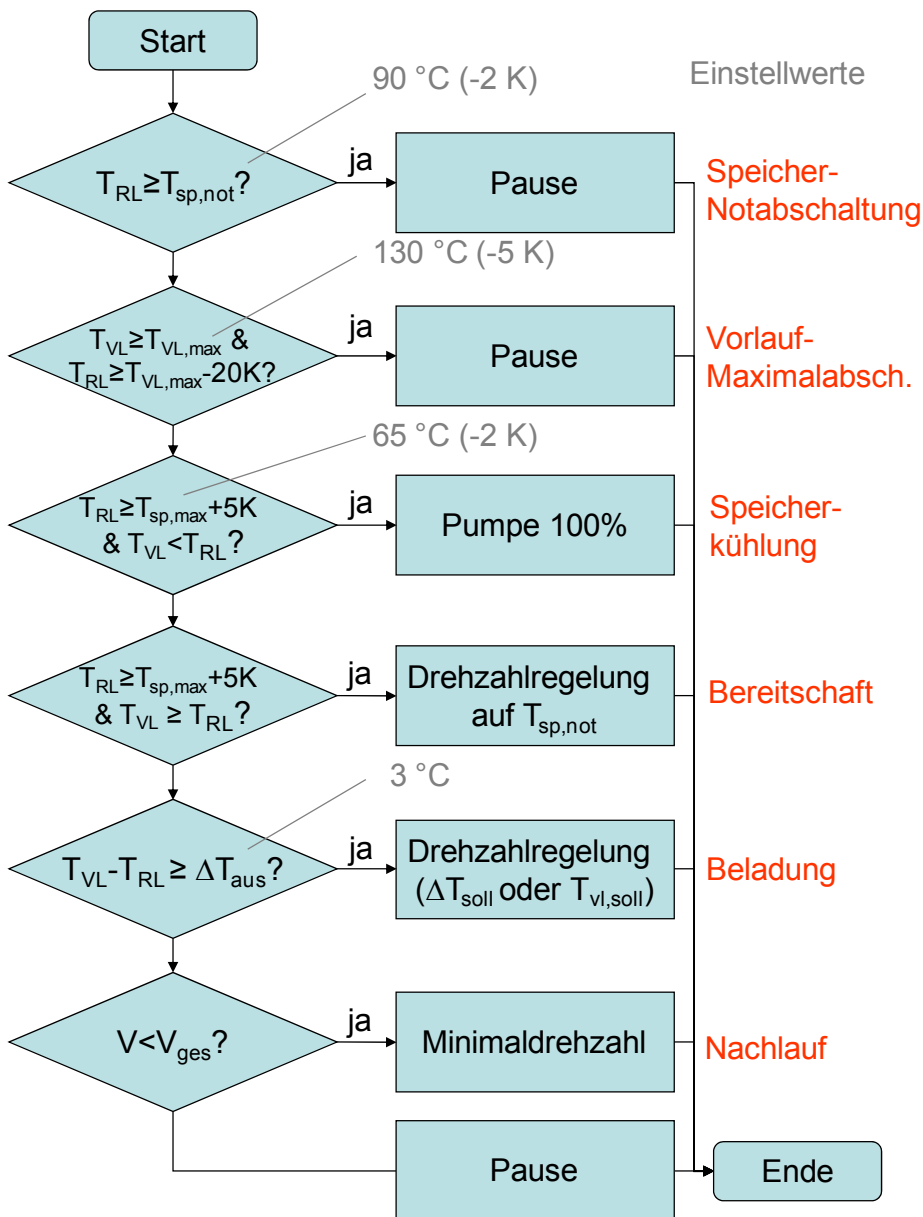 Start
90 °C (-2 K)
Einstellwerte
T_RL≥T_sp,not?
ja
Pause
Speicher-
Notabschaltung
130 °C (-5 K)
T_VL≥T_VL,max &
T_RL≥T_VL,max-20K?
ja
Pause
Vorlauf-
Maximalabsch.
65 °C (-2 K)
T_RL≥T_sp,max+5K
& T_VL<T_RL?
ja
Pumpe 100%
Speicher-
kühlung
T_RL≥T_sp,max+5K
& T_VL ≥ T_RL?
ja
Drehzahlregelung
auf T_sp,not
Bereitschaft
3 °C
T_VL-T_RL ≥ ΔT_aus?
ja
Drehzahlregelung
(ΔT_soll oder T_vl,soll)
Beladung
V<V_ges?
ja
Minimaldrehzahl
Nachlauf
Pause
Ende